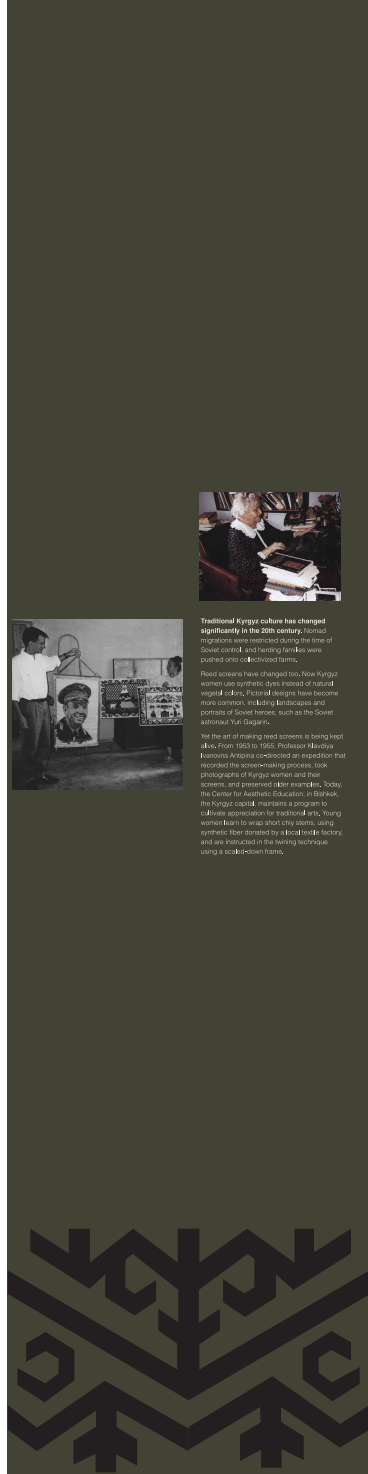 Traditional Kyrgyz culture has changed
significantly in the 20th century. Nomad
migrations were restricted during the time of
Soviet control, and herding families were
pushed onto collectivized farms.
Reed screens have changed too. Now Kyrgyz
women use synthetic dyes instead of natural
vegetal colors. Pictorial designs have become
more common, including landscapes and
portraits of Soviet heroes, such as the Soviet
astronaut Yuri Gagarin.
Yet the art of making reed screens is being kept
alive. From 1953 to 1955, Professor Klavdiya
Ivanovna Antipina co-directed an expedition that
recorded the screen-making process, took
photographs of Kyrgyz women and their
screens, and preserved older examples. Today,
the Center for Aesthetic Education, in Bishkek,
the Kyrgyz capital, maintains a program to
cultivate appreciation for traditional arts. Young
women learn to wrap short chiy stems, using
synthetic fiber donated by a local textile factory,
and are instructed in the twining technique
using a scaled-down frame.